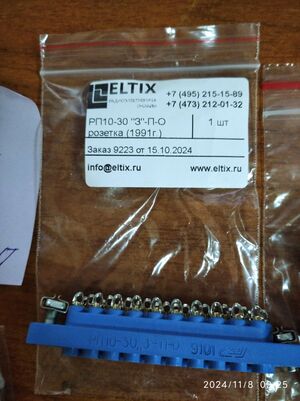 ELTIX
+7 (495) 215-15-89
+7 (473) 212-01-32
РП10-30 "З"-П-О
розетка (1991г.)
1 шт
Заказ 9223 от 15.10.2024
info@eltix.ru
www.eltix.ru
РП10-30„З"-П-О 9101
2024/11/8 09:25